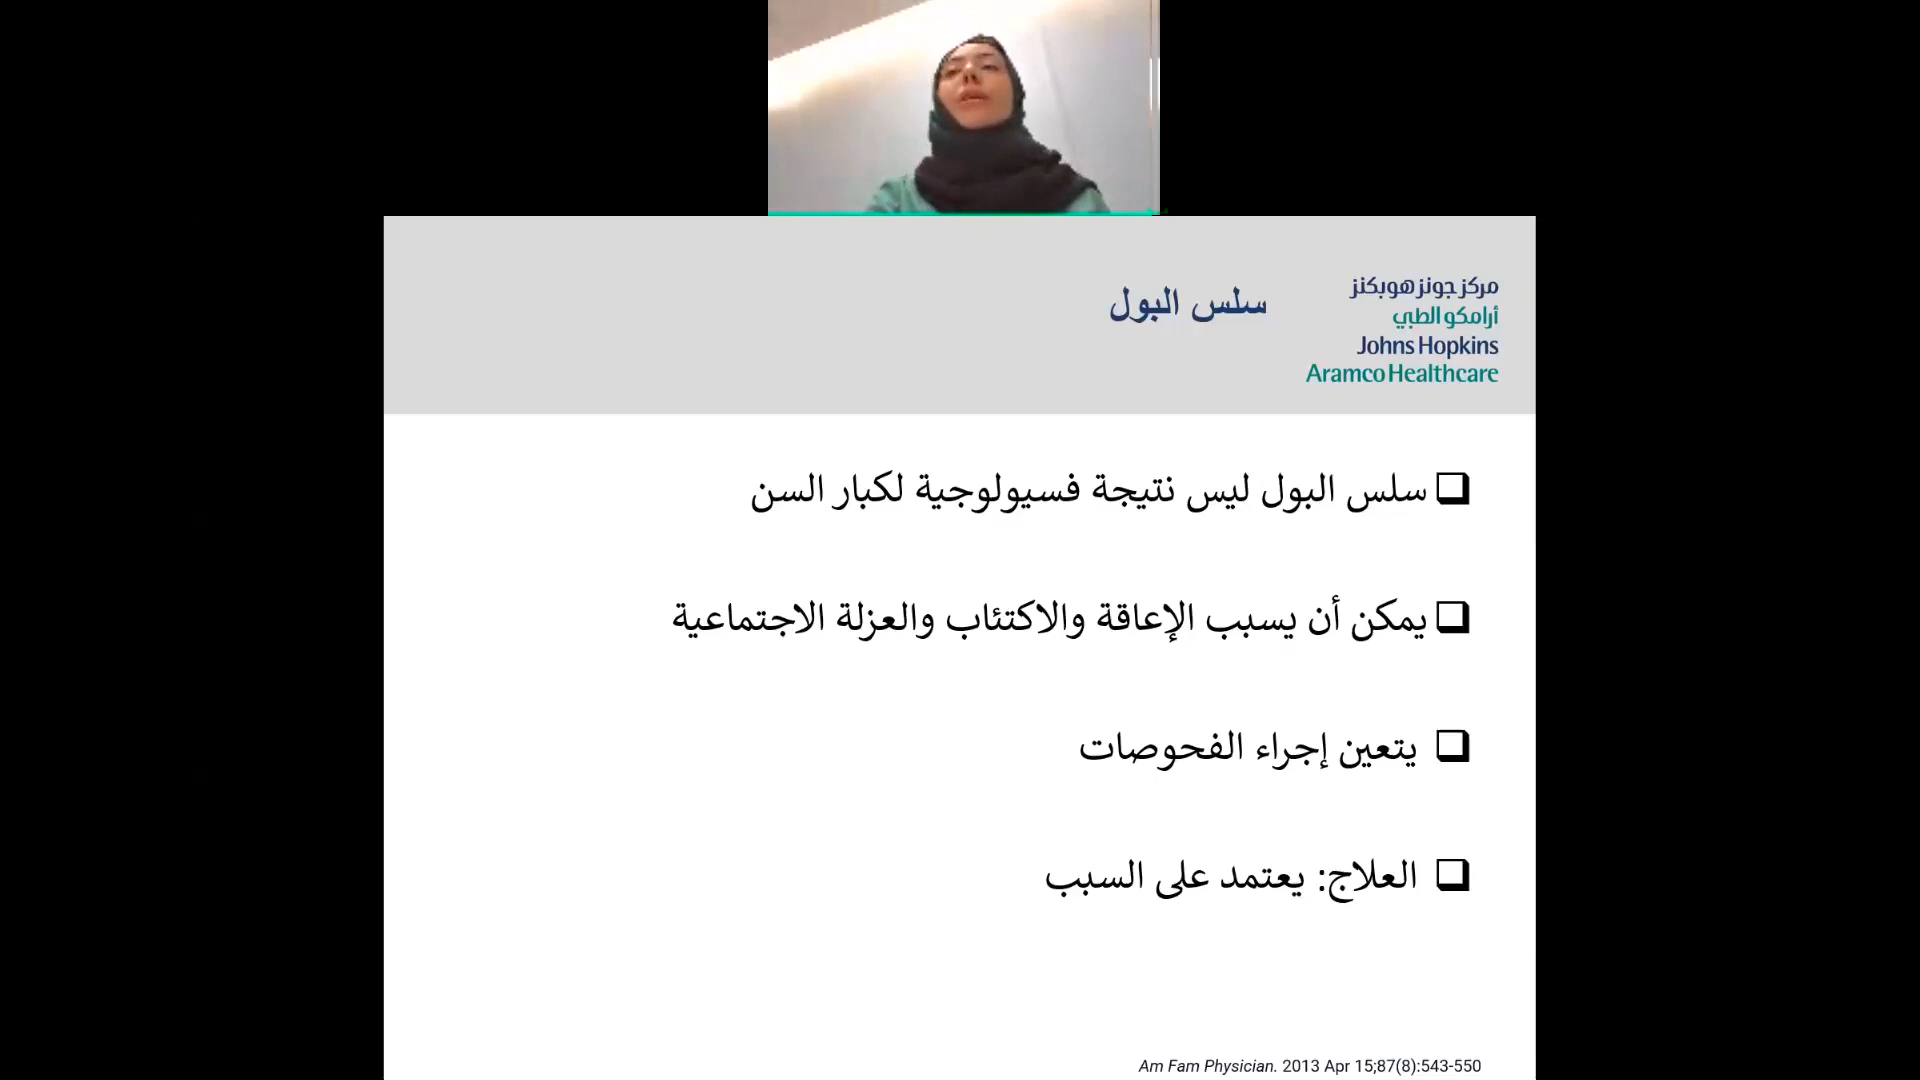 مركز جونز هوبكنز
أرامكو الطبي
Johns Hopkins
Aramco Healthcare
سلس البول
سلس البول ليس نتيجة فسيولوجية لكبار السن
يمكن أن يسبب الإعاقة والاكتئاب والعزلة الاجتماعية
يتعين إجراء الفحوصات
العلاج: يعتمد على السبب
Am Fam Physician. 2013 Apr 15;87(8):543-550